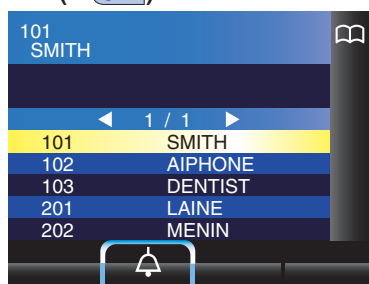 101
SMITH
1 / 1
101 SMITH
102 AIPHONE
103 DENTIST
201 LAINE
202 MENIN